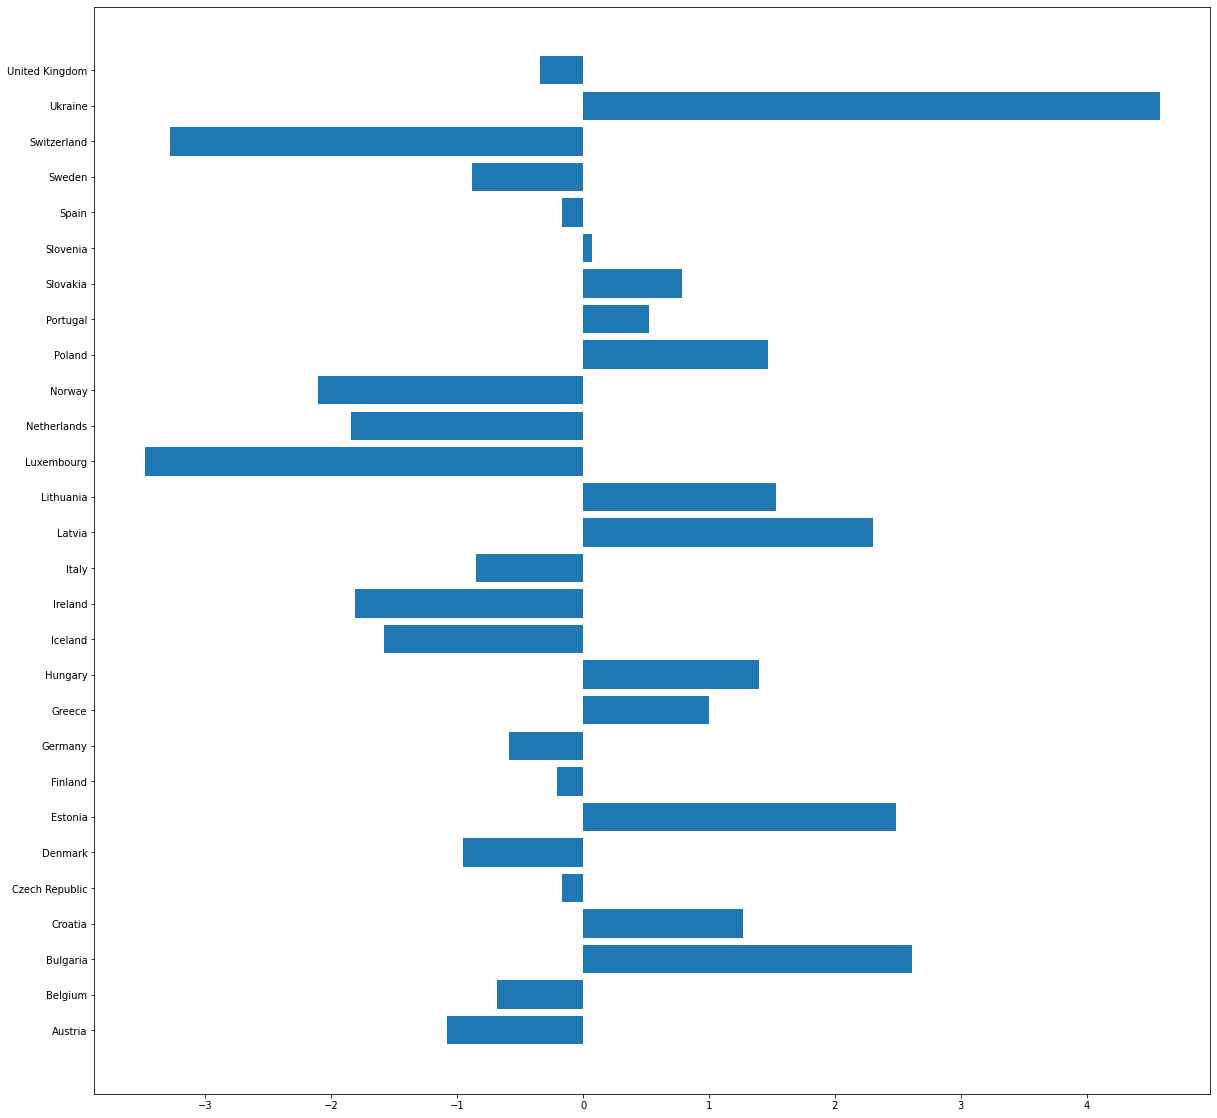 United Kingdom
Ukraine
Switzerland
Sweden
Spain
Slovenia
Slovakia
Portugal
Poland
Norway
Netherlands
Luxembourg
Lithuania
Latvia
Italy
Ireland
Iceland
Hungary
Greece
Germany
Finland
Estonia
Denmark
Czech Republic
Croatia
Bulgaria
Belgium
Austria
−3 −2 −1 0 1 2 3 4